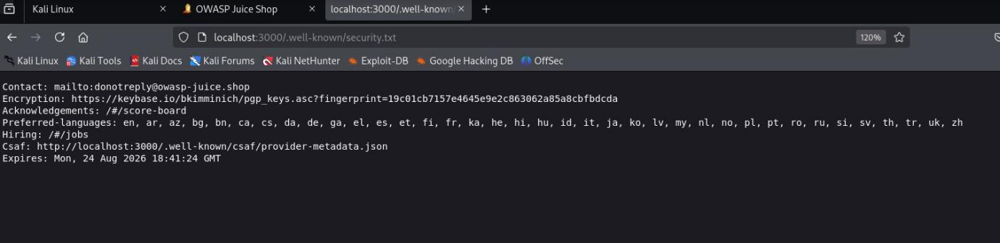 Kali Linux
OWASP Juice Shop
localhost:3000/.well-known/
localhost:3000/.well-known/security.txt
120%
Kali Linux Kali Tools Kali Docs Kali Forums Kali NetHunter Exploit-DB Google Hacking DB OffSec
Contact: mailto:donotreply@owasp-juice.shop
Encryption: https://keybase.io/bkimminich/pgp_keys.asc?fingerprint=19c01cb7157e4645e9e2c863062a85a8cbfbdcda
Acknowledgements: /#/score-board
Preferred-languages: en, ar, az, bg, bn, ca, cs, da, de, ga, el, es, et, fi, fr, ka, he, hi, hu, id, it, ja, ko, lv, my, nl, no, pl, pt, ro, ru, si, sv, th, tr, uk, zh
Hiring: /#/jobs
Csaf: http://localhost:3000/.well-known/csaf/provider-metadata.json
Expires: Mon, 24 Aug 2026 18:41:24 GMT